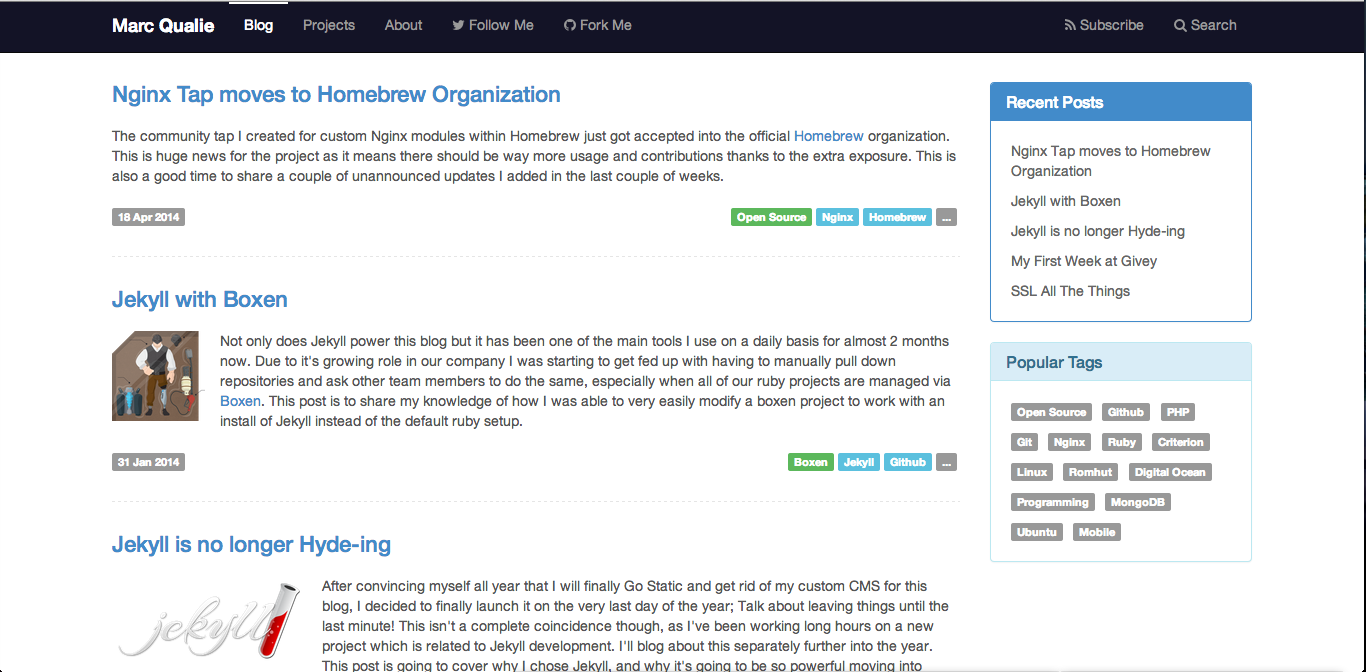 Marc Qualie Blog Projects About Follow Me Fork Me Subscribe Search
Nginx Tap moves to Homebrew Organization
The community tap I created for custom Nginx modules within Homebrew just got accepted into the official Homebrew organization.
This is huge news for the project as it means there should be way more usage and contributions thanks to the extra exposure. This is
also a good time to share a couple of unannounced updates I added in the last couple of weeks.
18 Apr 2014 Open Source Nginx Homebrew ...
Jekyll with Boxen
Not only does Jekyll power this blog but it has been one of the main tools I use on a daily basis for almost 2 months
now. Due to it's growing role in our company I was starting to get fed up with having to manually pull down
repositories and ask other team members to do the same, especially when all of our ruby projects are managed via
Boxen. This post is to share my knowledge of how I was able to very easily modify a boxen project to work with an
install of Jekyll instead of the default ruby setup.
31 Jan 2014 Boxen Jekyll Github ...
Jekyll is no longer Hyde-ing
jekyll
After convincing myself all year that I will finally Go Static and get rid of my custom CMS for this
blog, I decided to finally launch it on the very last day of the year; Talk about leaving things until the
last minute! This isn't a complete coincidence though, as I've been working long hours on a new
project which is related to Jekyll development. I'll blog about this separately further into the year.
This post is going to cover why I chose Jekyll, and why it's going to be so powerful moving into
Recent Posts
Nginx Tap moves to Homebrew
Organization
Jekyll with Boxen
Jekyll is no longer Hyde-ing
My First Week at Givey
SSL All The Things
Popular Tags
Open Source Github PHP
Git Nginx Ruby Criterion
Linux Romhut Digital Ocean
Programming MongoDB
Ubuntu Mobile